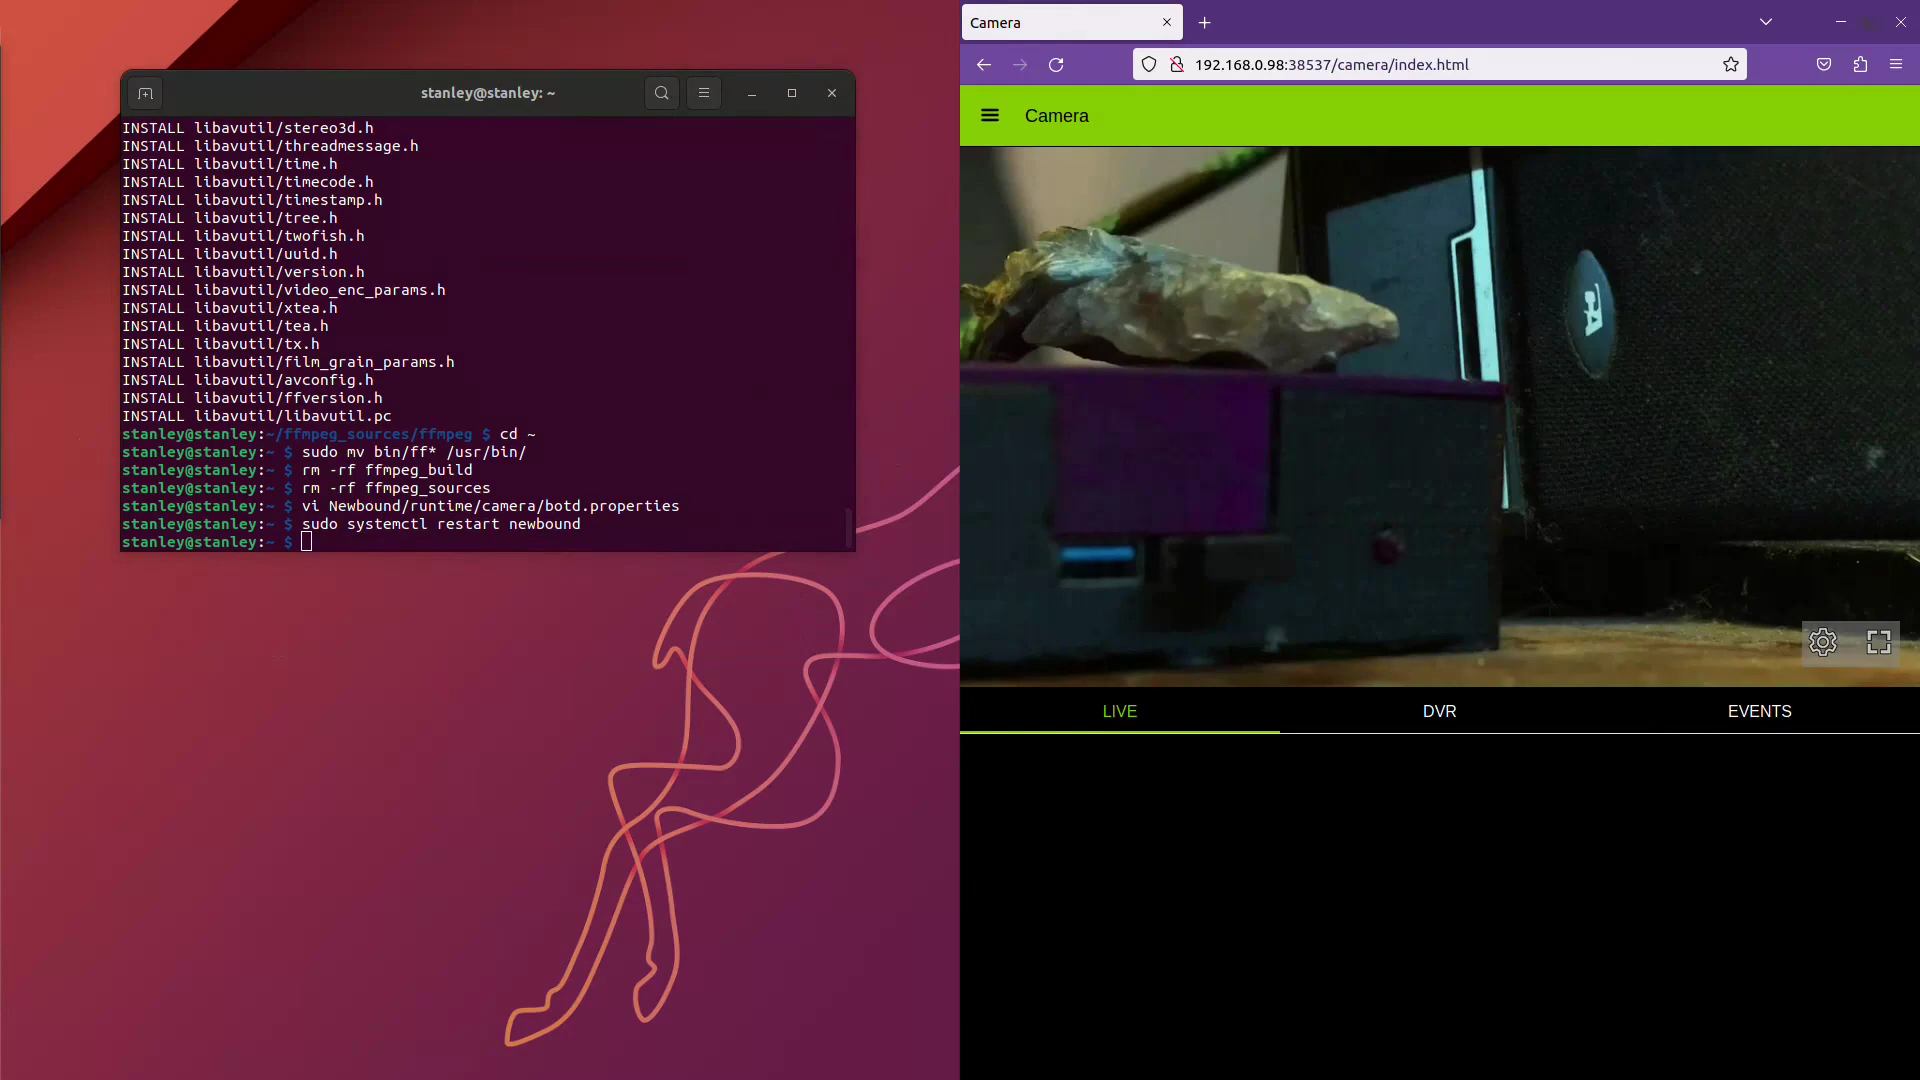 stanley@stanley: ~
INSTALL libavutil/stereo3d.h
INSTALL libavutil/threadmessage.h
INSTALL libavutil/time.h
INSTALL libavutil/timecode.h
INSTALL libavutil/timestamp.h
INSTALL libavutil/tree.h
INSTALL libavutil/twofish.h
INSTALL libavutil/uuid.h
INSTALL libavutil/version.h
INSTALL libavutil/video_enc_params.h
INSTALL libavutil/xtea.h
INSTALL libavutil/tea.h
INSTALL libavutil/tx.h
INSTALL libavutil/film_grain_params.h
INSTALL libavutil/avconfig.h
INSTALL libavutil/ffversion.h
INSTALL libavutil/libavutil.pc
stanley@stanley:~/ffmpeg_sources/ffmpeg $ cd ~
stanley@stanley:~ $ sudo mv bin/ff* /usr/bin/
stanley@stanley:~ $ rm -rf ffmpeg_build
stanley@stanley:~ $ rm -rf ffmpeg_sources
stanley@stanley:~ $ vi Newbound/runtime/camera/botd.properties
stanley@stanley:~ $ sudo systemctl restart newbound
stanley@stanley:~ $
Camera
192.168.0.98:38537/camera/index.html
Camera
LIVE DVR EVENTS